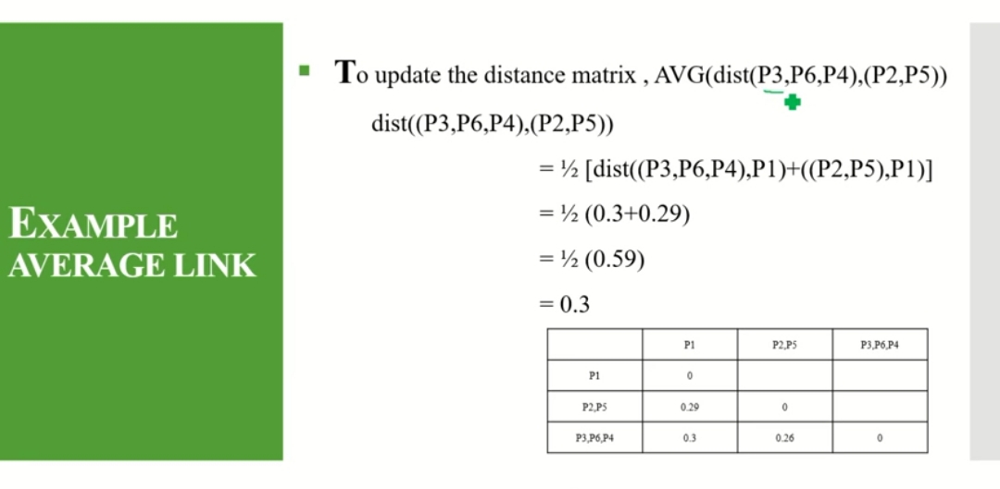 EXAMPLE
AVERAGE LINK
▪ To update the distance matrix , AVG(dist(P3,P6,P4),(P2,P5))
dist((P3,P6,P4),(P2,P5))
= ½ [dist((P3,P6,P4),P1)+((P2,P5),P1)]
= ½ (0.3+0.29)
= ½ (0.59)
= 0.3
P1 P2,P5 P3,P6,P4
P1 0
P2,P5 0.29 0
P3,P6,P4 0.3 0.26 0